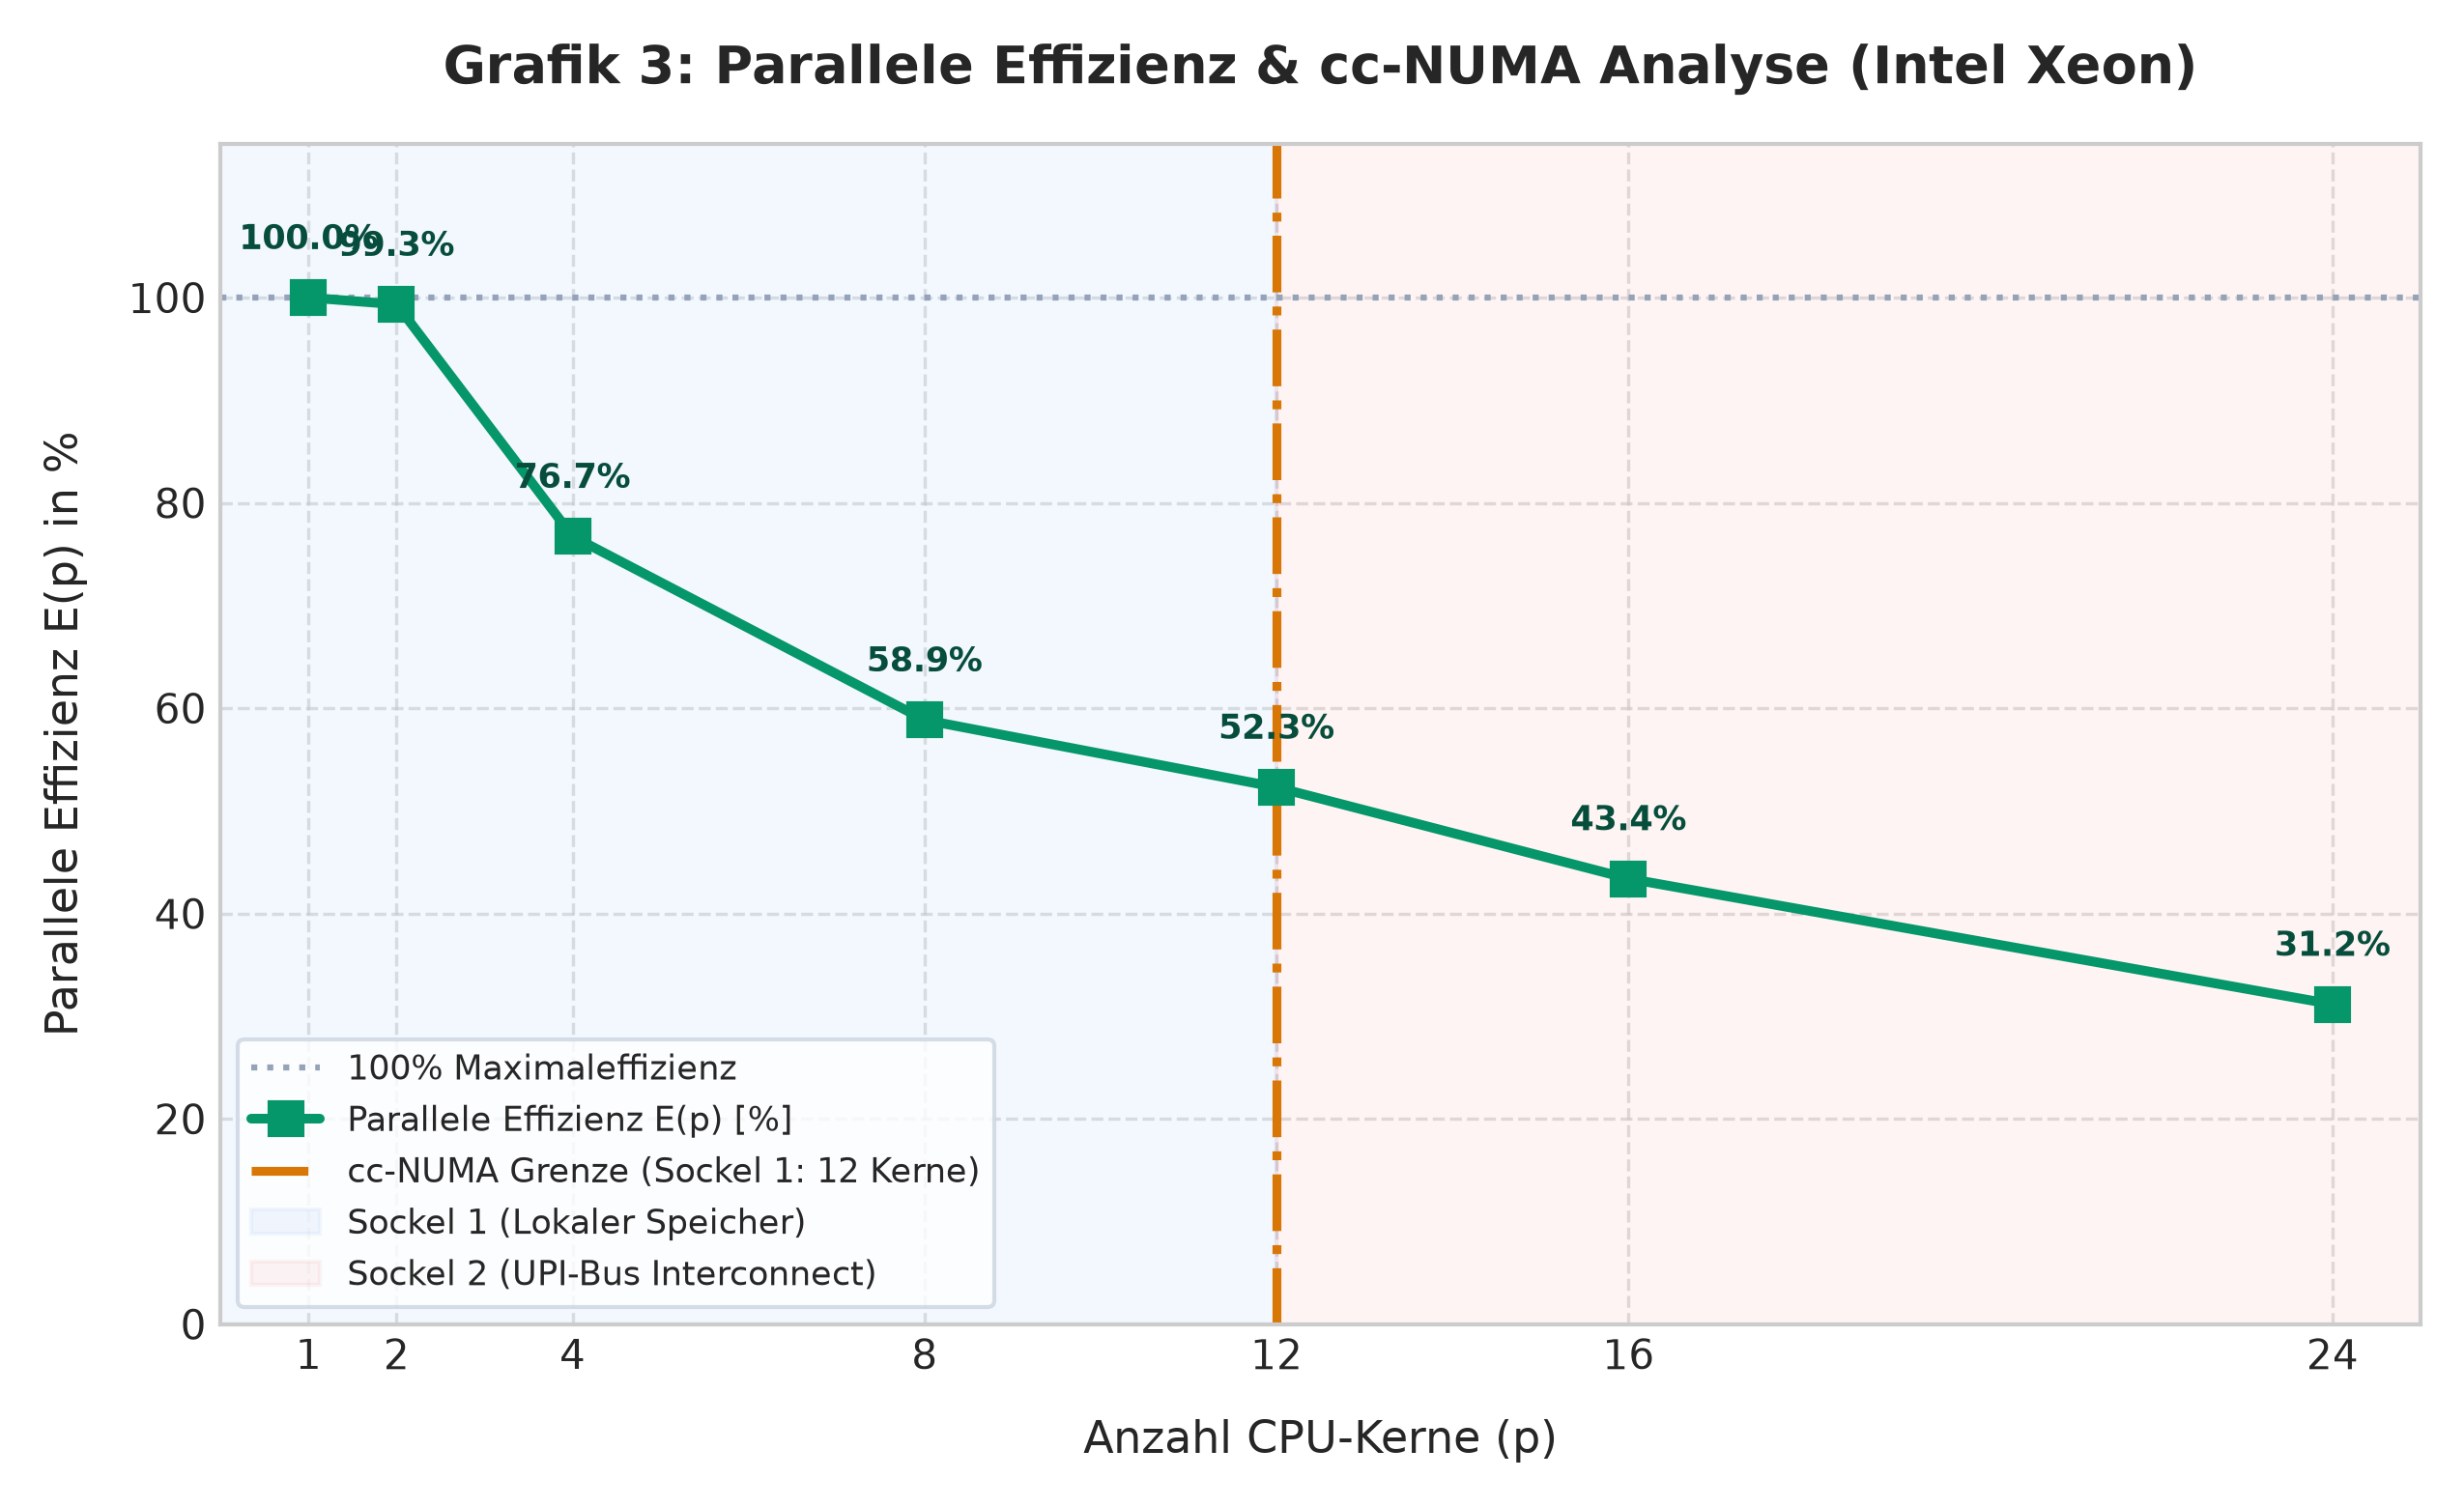 Grafik 3: Parallele Effizienz & cc-NUMA Analyse (Intel Xeon)
Parallele Effizienz E(p) in %
100
80
60
40
20
0
100.0%
99.3%
76.7%
58.9%
52.3%
43.4%
31.2%
100% Maximaleffizienz
Parallele Effizienz E(p) [%]
cc-NUMA Grenze (Sockel 1: 12 Kerne)
Sockel 1 (Lokaler Speicher)
Sockel 2 (UPI-Bus Interconnect)
1 2 4 8 12 16 24
Anzahl CPU-Kerne (p)